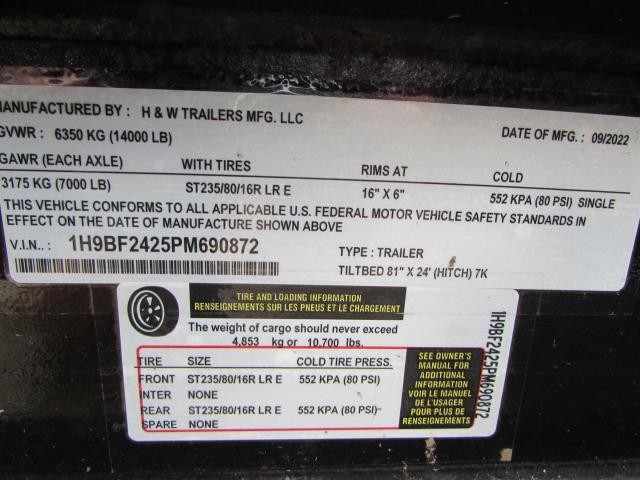 MANUFACTURED BY : H & W TRAILERS MFG. LLC
GVWR : 6350 KG (14000 LB) DATE OF MFG. : 09/2022
GAWR (EACH AXLE) WITH TIRES RIMS AT COLD
3175 KG (7000 LB) ST235/80/16R LR E 16" X 6" 552 KPA (80 PSI) SINGLE
THIS VEHICLE CONFORMS TO ALL APPLICABLE U.S. FEDERAL MOTOR VEHICLE SAFETY STANDARDS IN
EFFECT ON THE DATE OF MANUFACTURE SHOWN ABOVE
V.I.N.. : 1H9BF2425PM690872 TYPE : TRAILER
TILTBED 81" X 24' (HITCH) 7K
TIRE AND LOADING INFORMATION
RENSEIGNEMENTS SUR LES PNEUS ET LE CHARGEMENT
The weight of cargo should never exceed
4,853 kg or 10,700 lbs.
TIRE SIZE COLD TIRE PRESS.
FRONT ST235/80/16R LR E 552 KPA (80 PSI)
INTER NONE
REAR ST235/80/16R LR E 552 KPA (80 PSI)
SPARE NONE
SEE OWNER'S
MANUAL FOR
ADDITIONAL
INFORMATION
VOIR LE MANUEL
DE L'USAGER
POUR PLUS DE
RENSEIGNEMENTS
1H9BF2425PM690872